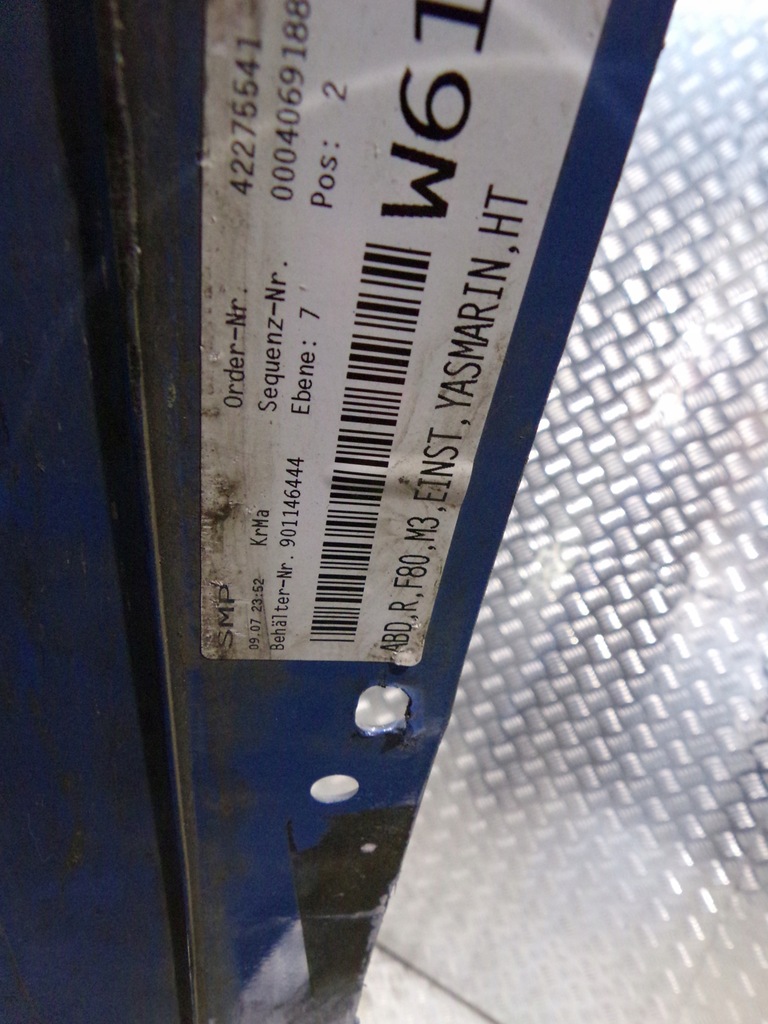 SMP
Order-Nr. 42275541
09.07 23:52 KrMa Sequenz-Nr. 0004069188
Behälter-Nr. 901146444 Ebene: 7 Pos: 2
W61
ABD,R,F80,M3,EINST,YASMARIN,HT